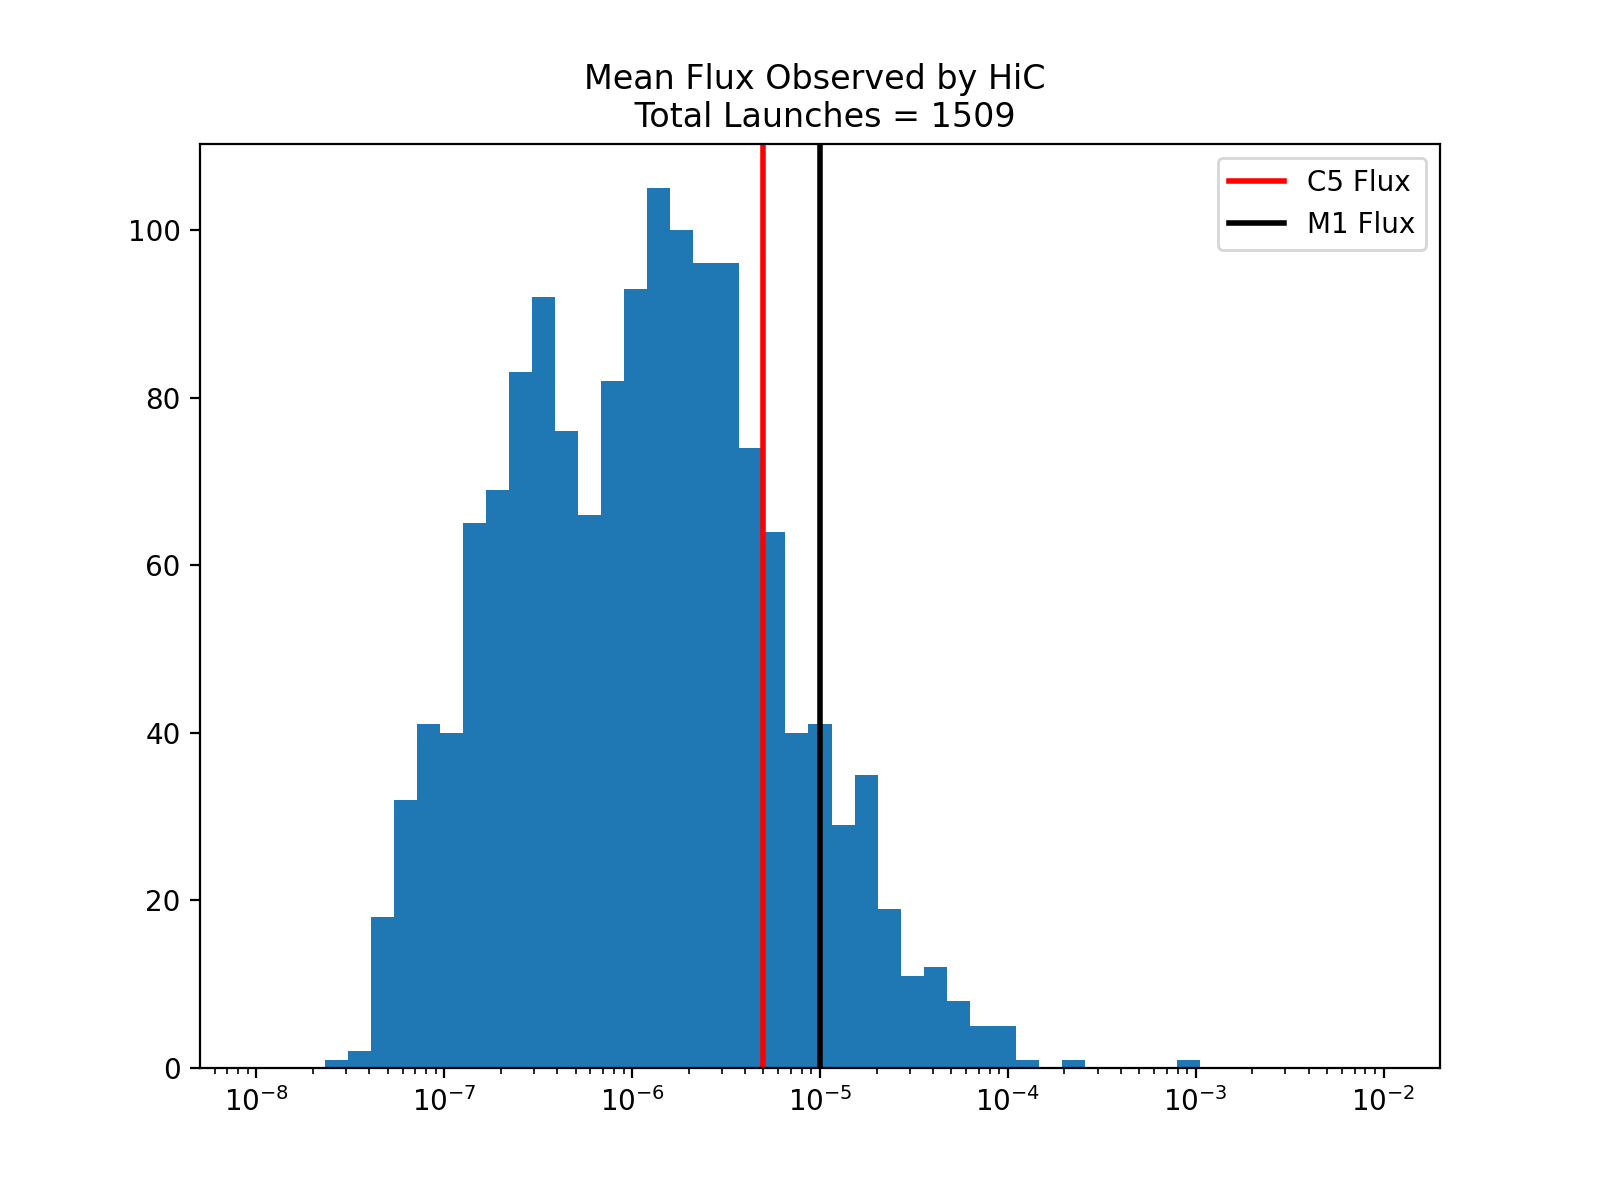 Mean Flux Observed by HiC
Total Launches = 1509
C5 Flux
M1 Flux
100
80
60
40
20
0
10⁻⁸ 10⁻⁷ 10⁻⁶ 10⁻⁵ 10⁻⁴ 10⁻³ 10⁻²